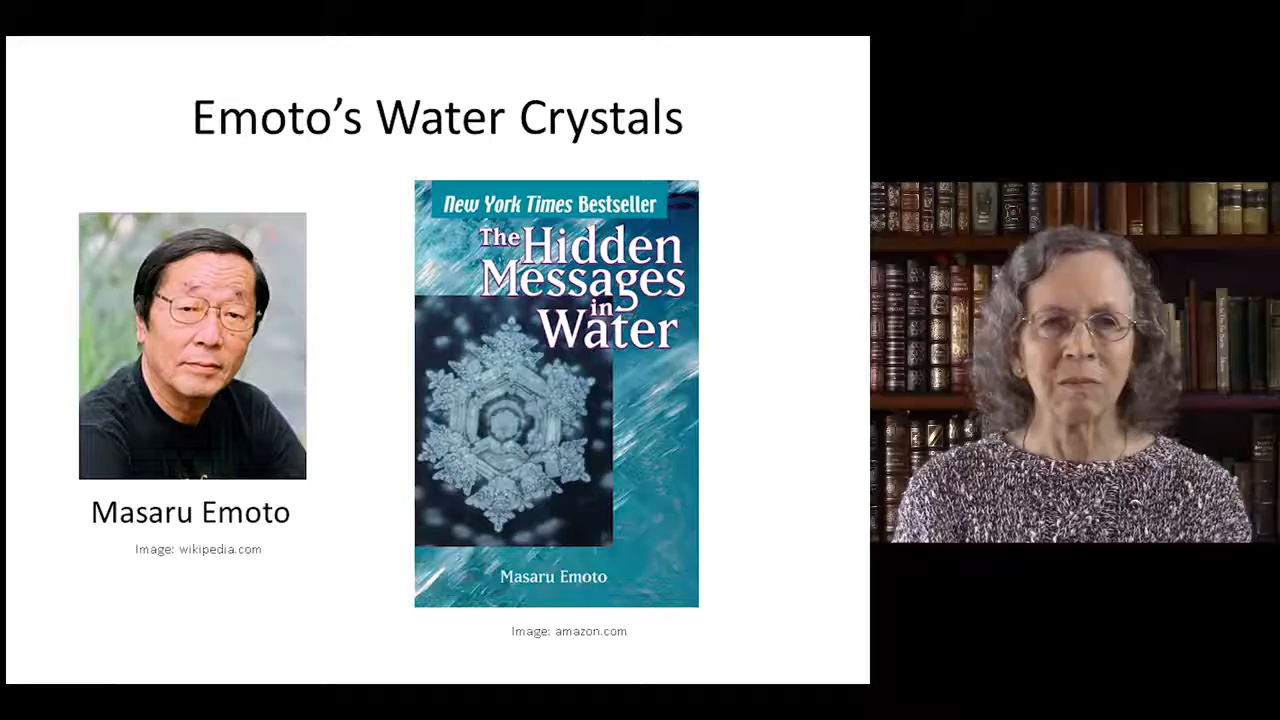 Emoto's Water Crystals
New York Times Bestseller
The Hidden
Messages
in
Water
Masaru Emoto
Masaru Emoto
Image: wikipedia.com
Image: amazon.com